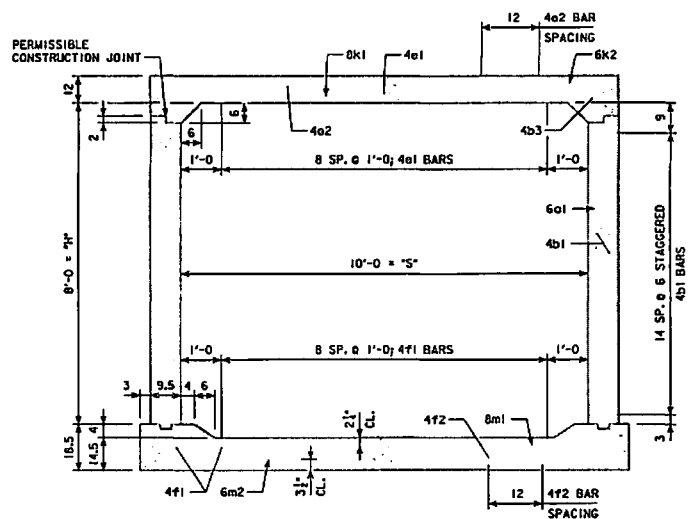 12
4a2 BAR
SPACING
PERMISSIBLE
CONSTRUCTION JOINT
8k1
4a1
6k2
12
2
6
6
4a2
4b3
9
1'-0
8 SP. @ 1'-0; 4a1 BARS
1'-0
6a1
4b1
8'-0 = "H"
10'-0 = "S"
14 SP. @ 6 STAGGERED
4b1 BARS
1'-0
8 SP. @ 1'-0; 4f1 BARS
1'-0
3
9.5
4
6
2¼"
CL.
4f2
8m1
18.5
14.5
4
3
4f1
6m2
3½"
CL.
12
4f2 BAR
SPACING